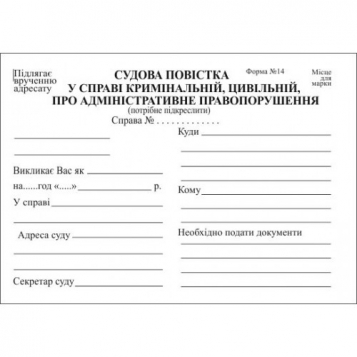 Підлягає
врученню
адресату
СУДОВА ПОВІСТКА
Форма №14
Місце
для
марки
У СПРАВІ КРИМІНАЛЬНІЙ, ЦИВІЛЬНІЙ,
ПРО АДМІНІСТРАТИВНЕ ПРАВОПОРУШЕННЯ
(потрібне підкреслити)
Справа № . . . . . . . . . . . .
Куди
Викликає Вас як
на......год «.....»
У справі
Кому
Адреса суду
Необхідно подати документи
Секретар суду